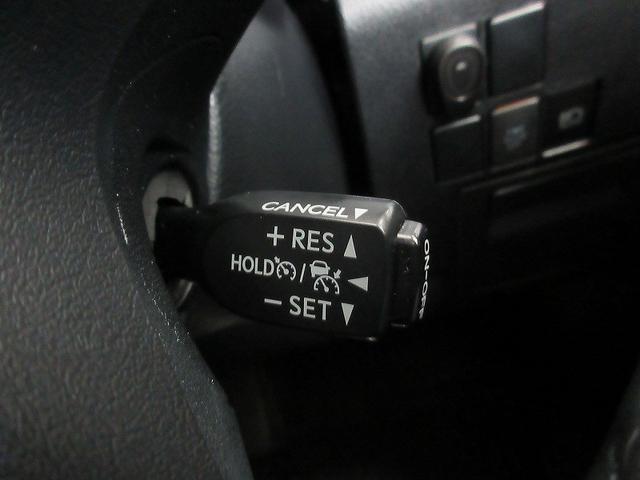 CANCEL▼
+ RES ▲
HOLD / ◀
− SET ▼
ON-OFF